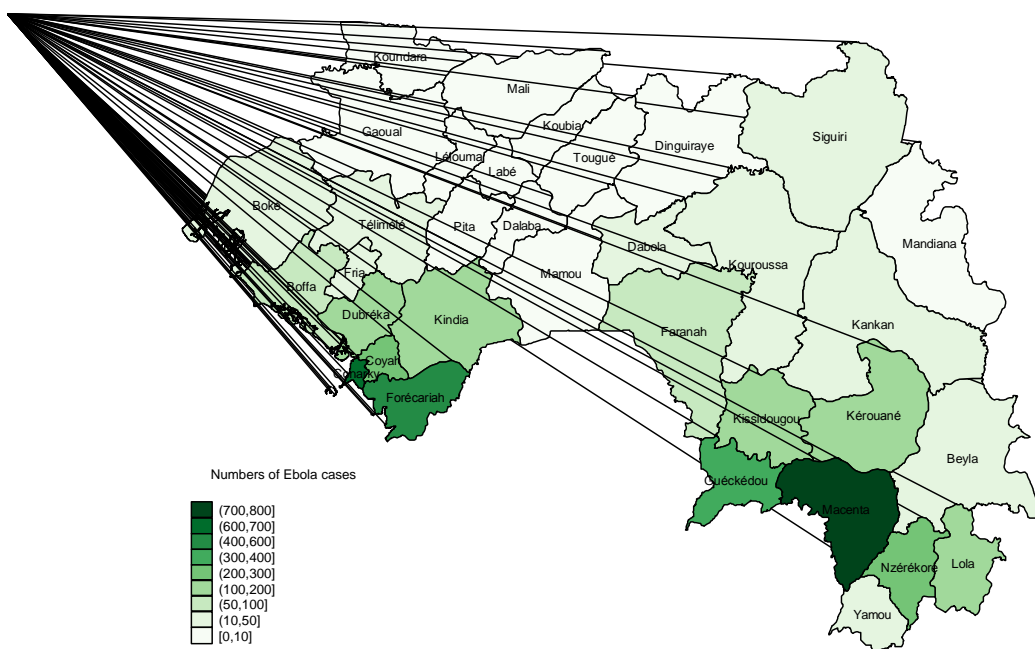 Koundara
Mali
Siguiri
Koubia
Gaoual
Dinguiraye
Lélouma
Tougué
Labé
Boké
Télimélé
Pita
Dalaba
Mandiana
Dabola
Kouroussa
Mamou
Fria
Boffa
Dubréka
Kindia
Kankan
Faranah
Coyah
Conarky
Forécariah
Kissidougou
Kérouané
Beyla
Guéckédou
Macenta
Nzérékoré
Lola
Yamou
Numbers of Ebola cases
(700,800]
(600,700]
(400,600]
(300,400]
(200,300]
(100,200]
(50,100]
(10,50]
[0,10]